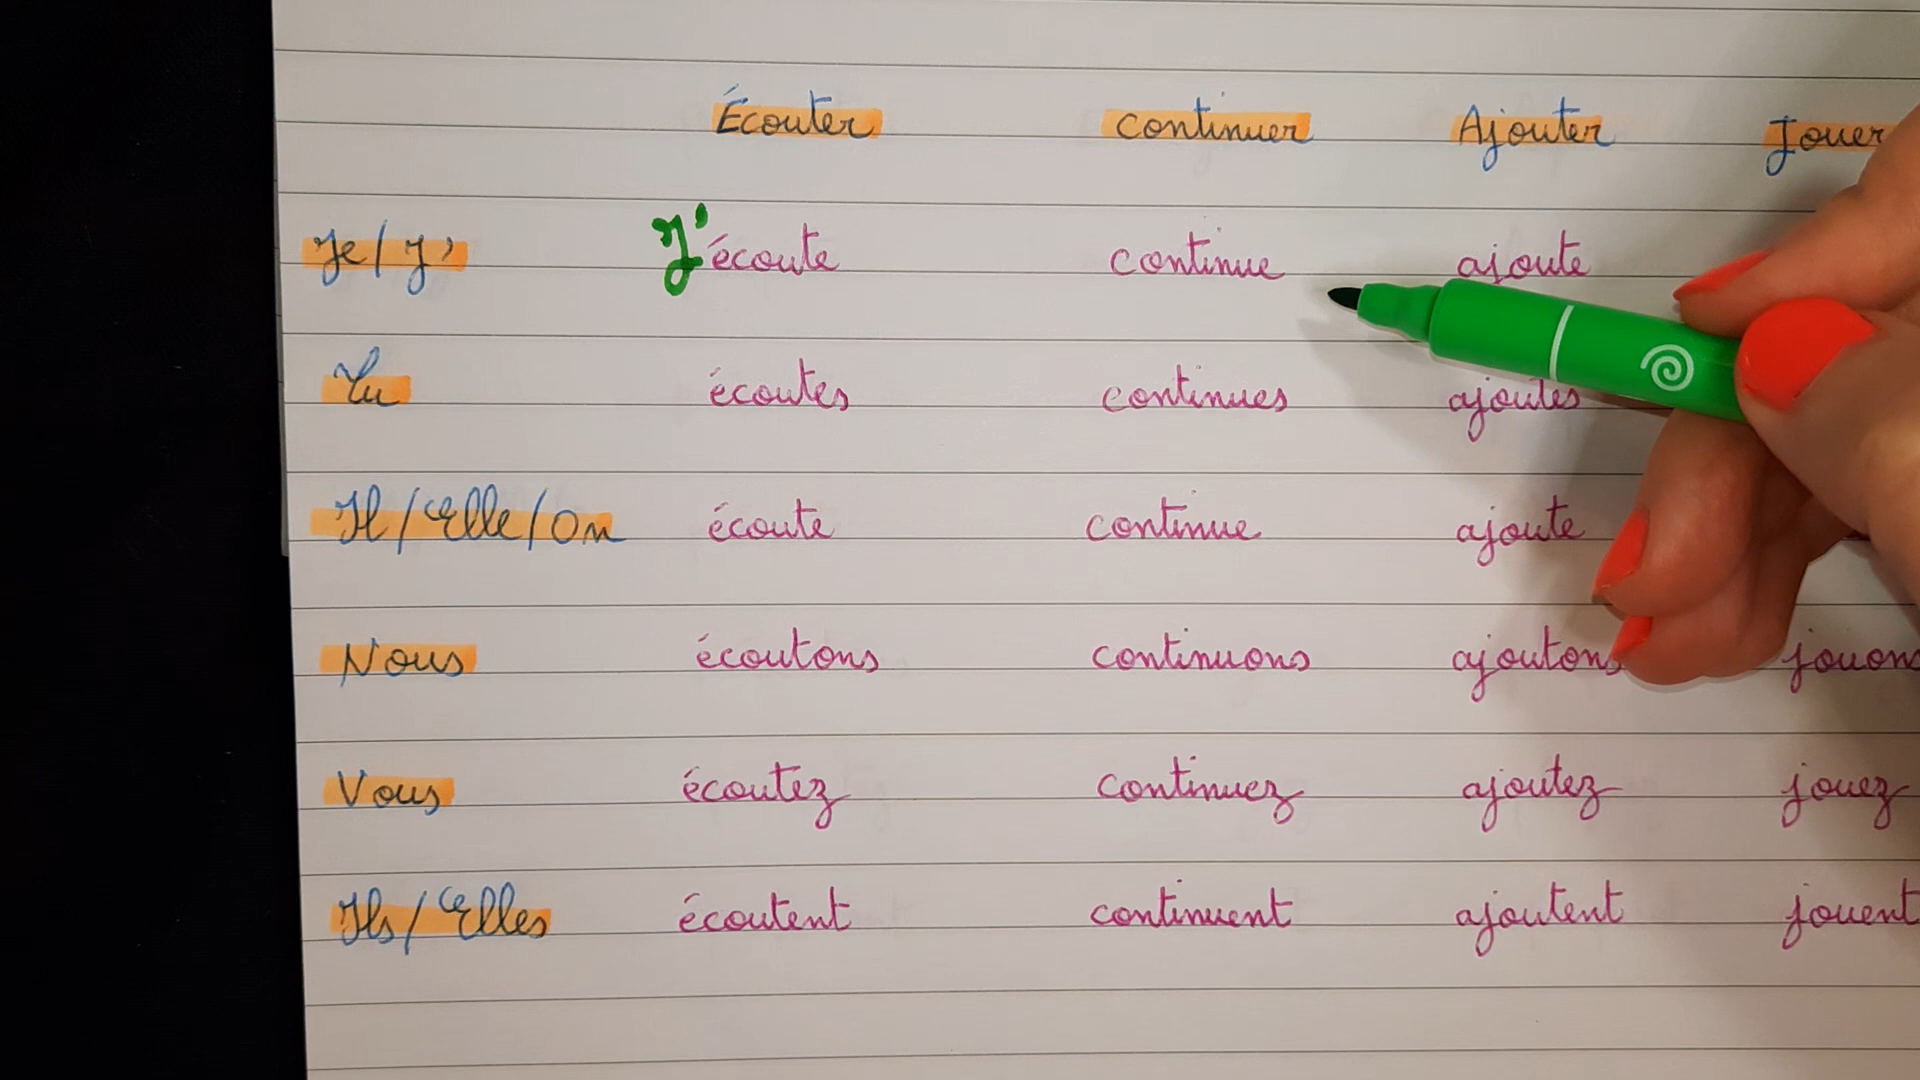 Écouter continuer Ajouter Jouer
Je/J' J'écoute continue ajoute
Tu écoutes continues ajoutes
Il/Elle/On écoute continue ajoute
Nous écoutons continuons ajoutons jouons
Vous écoutez continuez ajoutez jouez
Ils/Elles écoutent continuent ajoutent jouent